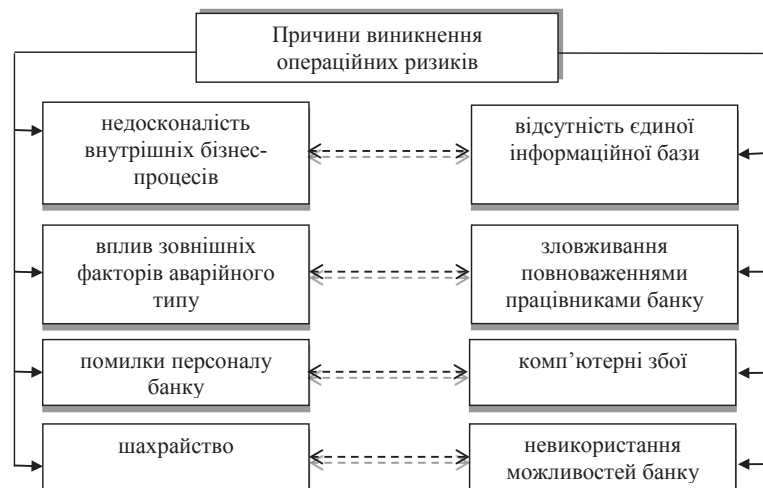 Причини виникнення
операційних ризиків
недосконалість
внутрішніх бізнес-
процесів
відсутність єдиної
інформаційної бази
вплив зовнішніх
факторів аварійного
типу
зловживання
повноваженнями
працівниками банку
помилки персоналу
банку
комп’ютерні збої
шахрайство
невикористання
можливостей банку